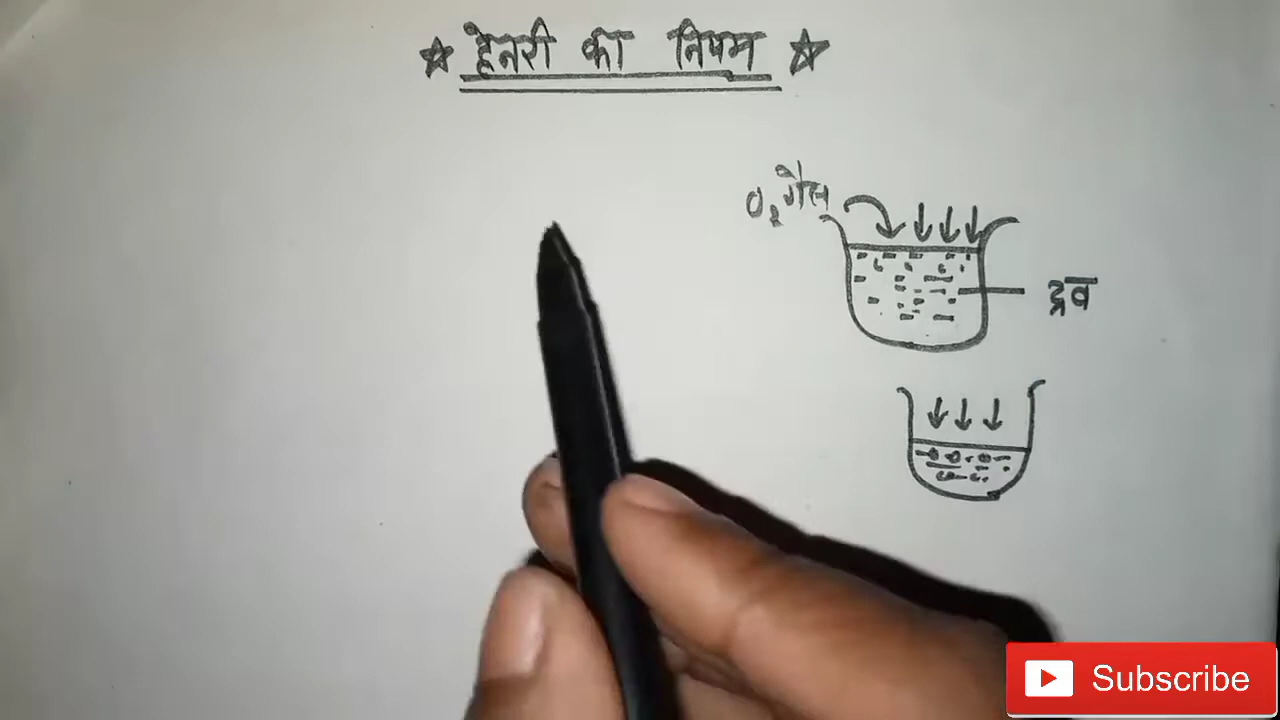 ☆ हेनरी का नियम ☆
O₂ गैस
द्रव
Subscribe